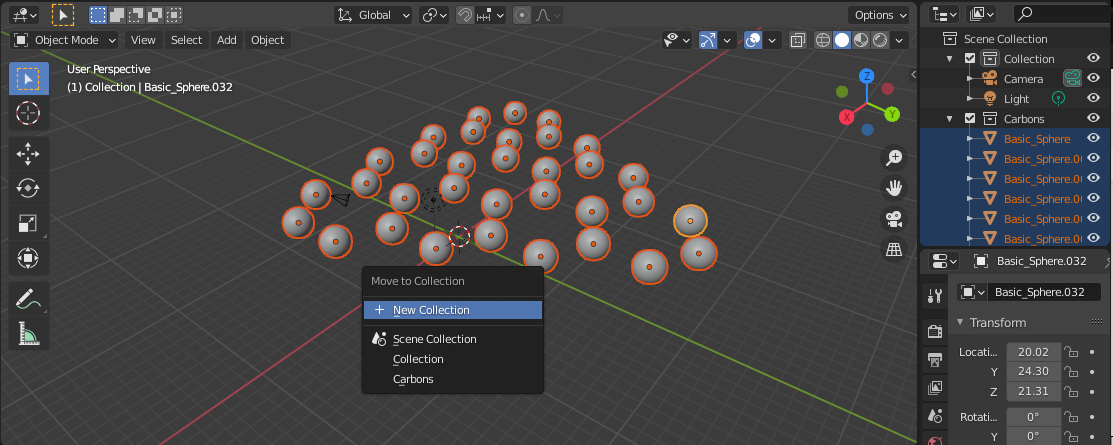 Global
Options
Object Mode
View
Select
Add
Object
User Perspective
(1) Collection | Basic_Sphere.032
Z
Y
X
Move to Collection
New Collection
Scene Collection
Collection
Carbons
Scene Collection
Collection
Camera
Light
Carbons
Basic_Sphere
Basic_Sphere.0
Basic_Sphere.0
Basic_Sphere.0
Basic_Sphere.0
Basic_Sphere.0
Basic_Sphere.032
Basic_Sphere.032
Transform
Locati... 20.02
Y 24.30
Z 21.31
Rotati... 0°
Y 0°